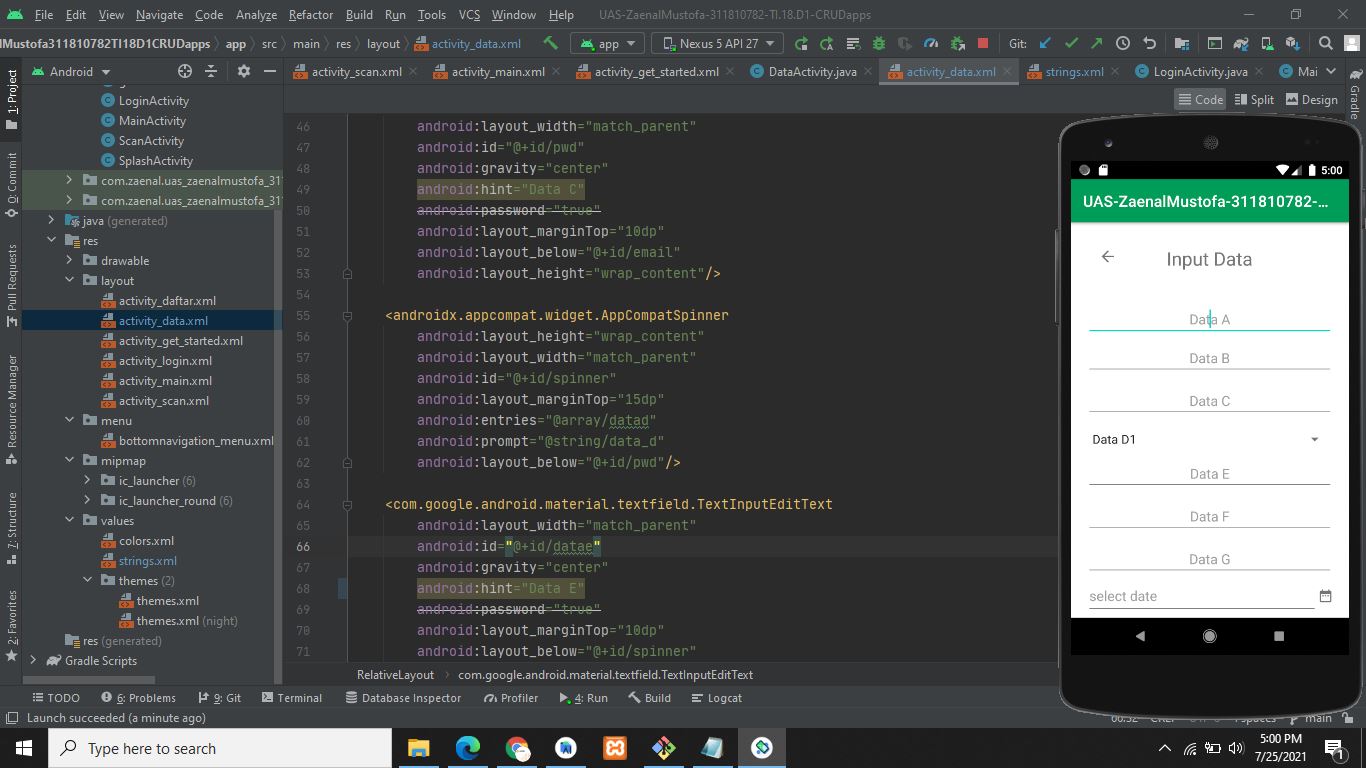 File Edit View Navigate Code Analyze Refactor Build Run Tools VCS Window Help UAS-ZaenalMustofa-311810782-TI.18.D1-CRUDapps
lMustofa311810782TI18D1CRUDapps app src main res layout activity_data.xml app Nexus 5 API 27 Git:
Android activity_scan.xml activity_main.xml activity_get_started.xml DataActivity.java activity_data.xml strings.xml LoginActivity.java Mai
Code Split Design
1: Project
0: Commit
Pull Requests
Resource Manager
7: Structure
2: Favorites
Gradle
LoginActivity
MainActivity
ScanActivity
SplashActivity
com.zaenal.uas_zaenalmustofa_31
com.zaenal.uas_zaenalmustofa_31
java (generated)
res
drawable
layout
activity_daftar.xml
activity_data.xml
activity_get_started.xml
activity_login.xml
activity_main.xml
activity_scan.xml
menu
bottomnavigation_menu.xml
mipmap
ic_launcher (6)
ic_launcher_round (6)
values
colors.xml
strings.xml
themes (2)
themes.xml
themes.xml (night)
res (generated)
Gradle Scripts
46 android:layout_width="match_parent"
47 android:id="@+id/pwd"
48 android:gravity="center"
49 android:hint="Data C"
50 android:password="true"
51 android:layout_marginTop="10dp"
52 android:layout_below="@+id/email"
53 android:layout_height="wrap_content"/>
54
55 <androidx.appcompat.widget.AppCompatSpinner
56 android:layout_height="wrap_content"
57 android:layout_width="match_parent"
58 android:id="@+id/spinner"
59 android:layout_marginTop="15dp"
60 android:entries="@array/datad"
61 android:prompt="@string/data_d"
62 android:layout_below="@+id/pwd"/>
63
64 <com.google.android.material.textfield.TextInputEditText
65 android:layout_width="match_parent"
66 android:id="@+id/datae"
67 android:gravity="center"
68 android:hint="Data E"
69 android:password="true"
70 android:layout_marginTop="10dp"
71 android:layout_below="@+id/spinner"
RelativeLayout com.google.android.material.textfield.TextInputEditText
5:00
UAS-ZaenalMustofa-311810782-...
Input Data
Data A
Data B
Data C
Data D1
Data E
Data F
Data G
select date
TODO 6: Problems 9: Git Terminal Database Inspector Profiler 4: Run Build Logcat
Launch succeeded (a minute ago) main
Type here to search
5:00 PM
7/25/2021
1